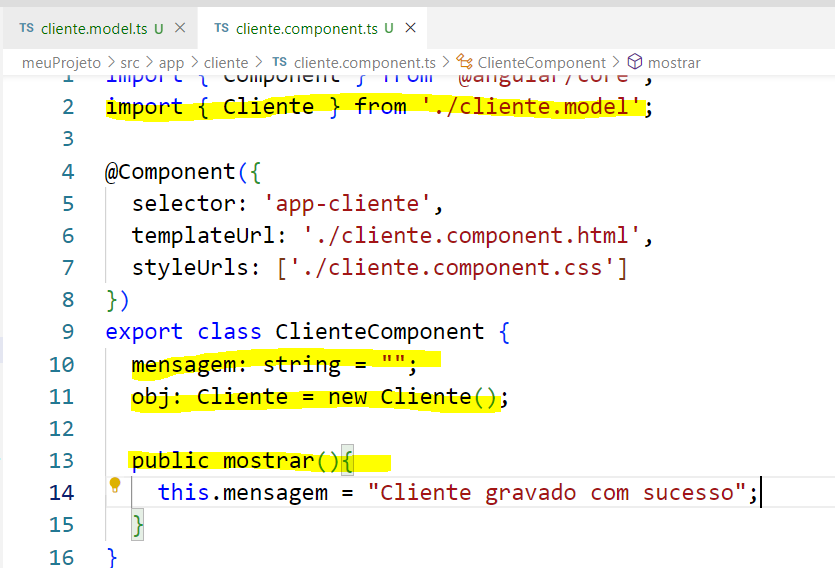 TS cliente.model.ts U × TS cliente.component.ts U ×
meuProjeto > src > app > cliente > TS cliente.component.ts > ClienteComponent > mostrar
1 import { Component } from '@angular/core';
2 import { Cliente } from './cliente.model';
3
4 @Component({
5 selector: 'app-cliente',
6 templateUrl: './cliente.component.html',
7 styleUrls: ['./cliente.component.css']
8 })
9 export class ClienteComponent {
10 mensagem: string = "";
11 obj: Cliente = new Cliente();
12
13 public mostrar(){
14 this.mensagem = "Cliente gravado com sucesso";
15 }
16 }